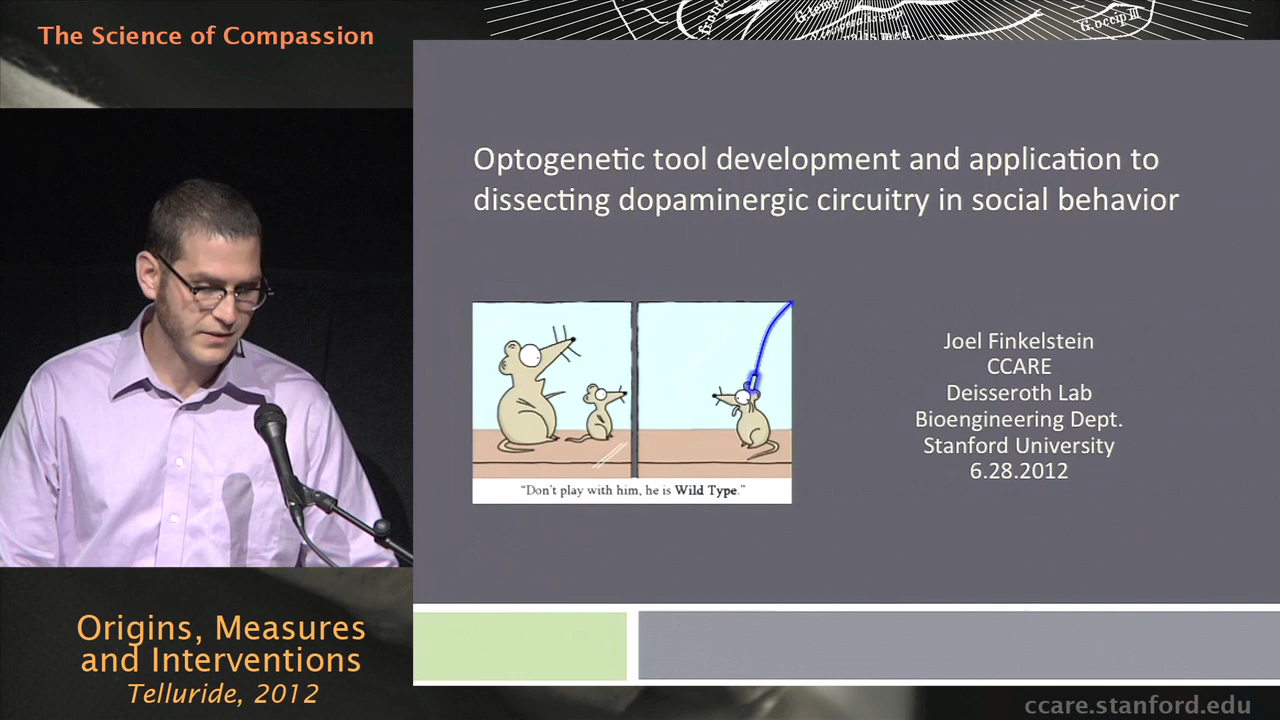 The Science of Compassion
G.occip III
Optogenetic tool development and application to
dissecting dopaminergic circuitry in social behavior
Joel Finkelstein
CCARE
Deisseroth Lab
Bioengineering Dept.
Stanford University
6.28.2012
"Don't play with him, he is Wild Type."
Origins, Measures
and Interventions
Telluride, 2012
ccare.stanford.edu